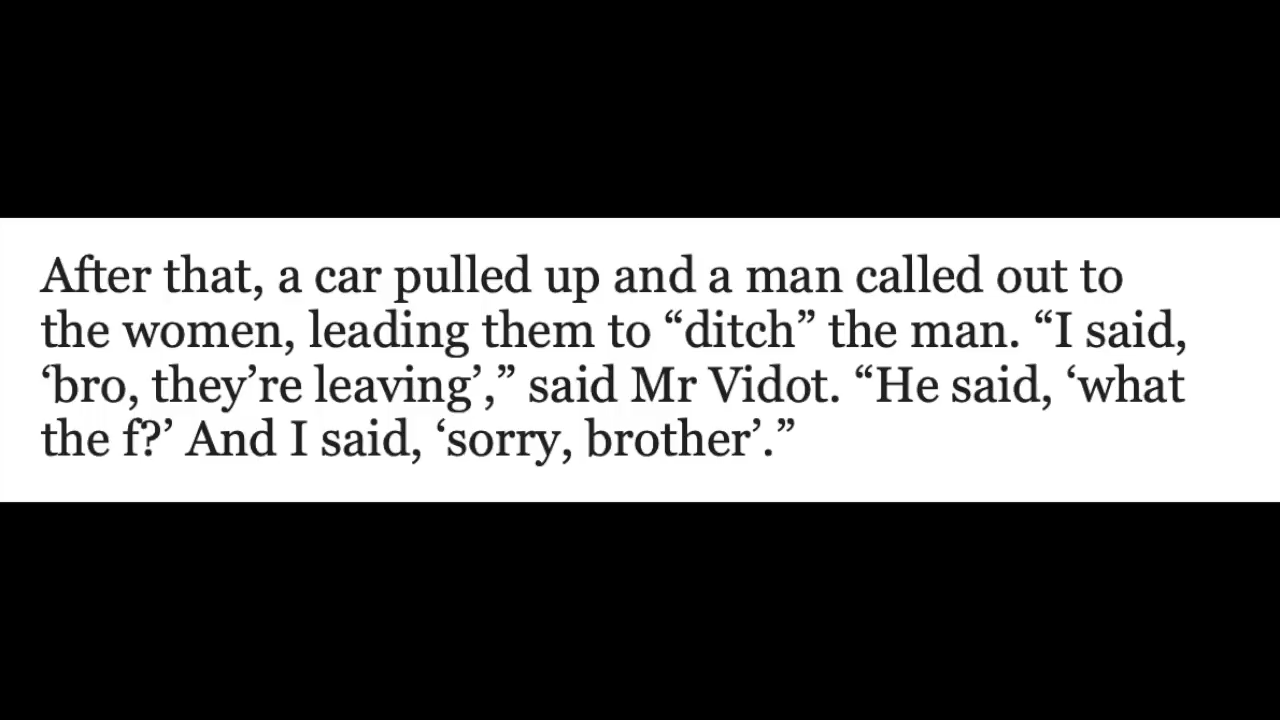 After that, a car pulled up and a man called out to
the women, leading them to “ditch” the man. “I said,
‘bro, they’re leaving’,” said Mr Vidot. “He said, ‘what
the f?’ And I said, ‘sorry, brother’.”